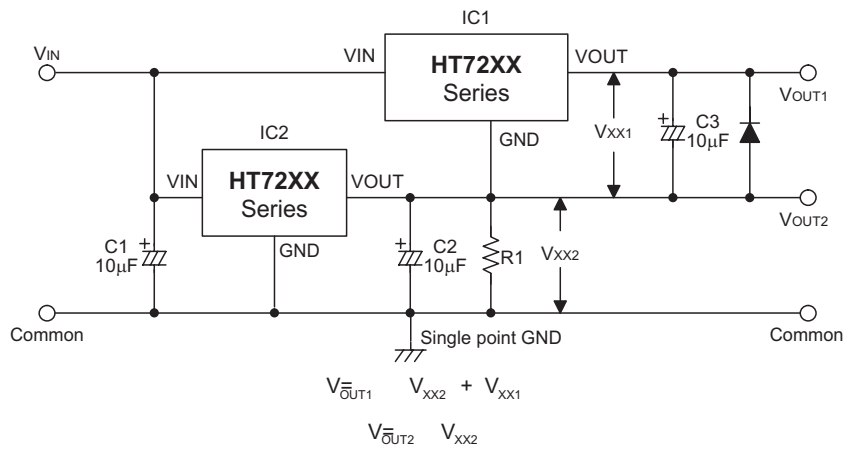 IC1
VIN
VIN
HT72XX
Series
VOUT
VOUT1
GND
VXX1
+
C3
10μF
IC2
VIN
HT72XX
Series
VOUT
GND
VOUT2
C1
+
10μF
+
C2
10μF
R1
VXX2
Common
Single point GND
Common
VOUT1 = VXX2 + VXX1
VOUT2 = VXX2